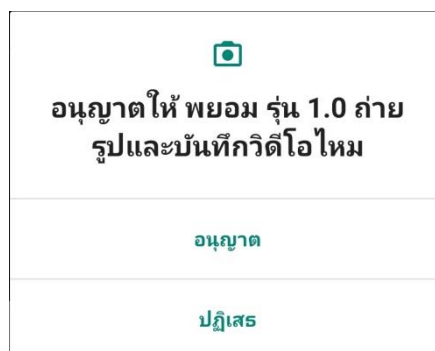 อนุญาตให้ พยอม รุ่น 1.0 ถ่าย
รูปและบันทึกวิดีโอไหม
อนุญาต
ปฏิเสธ